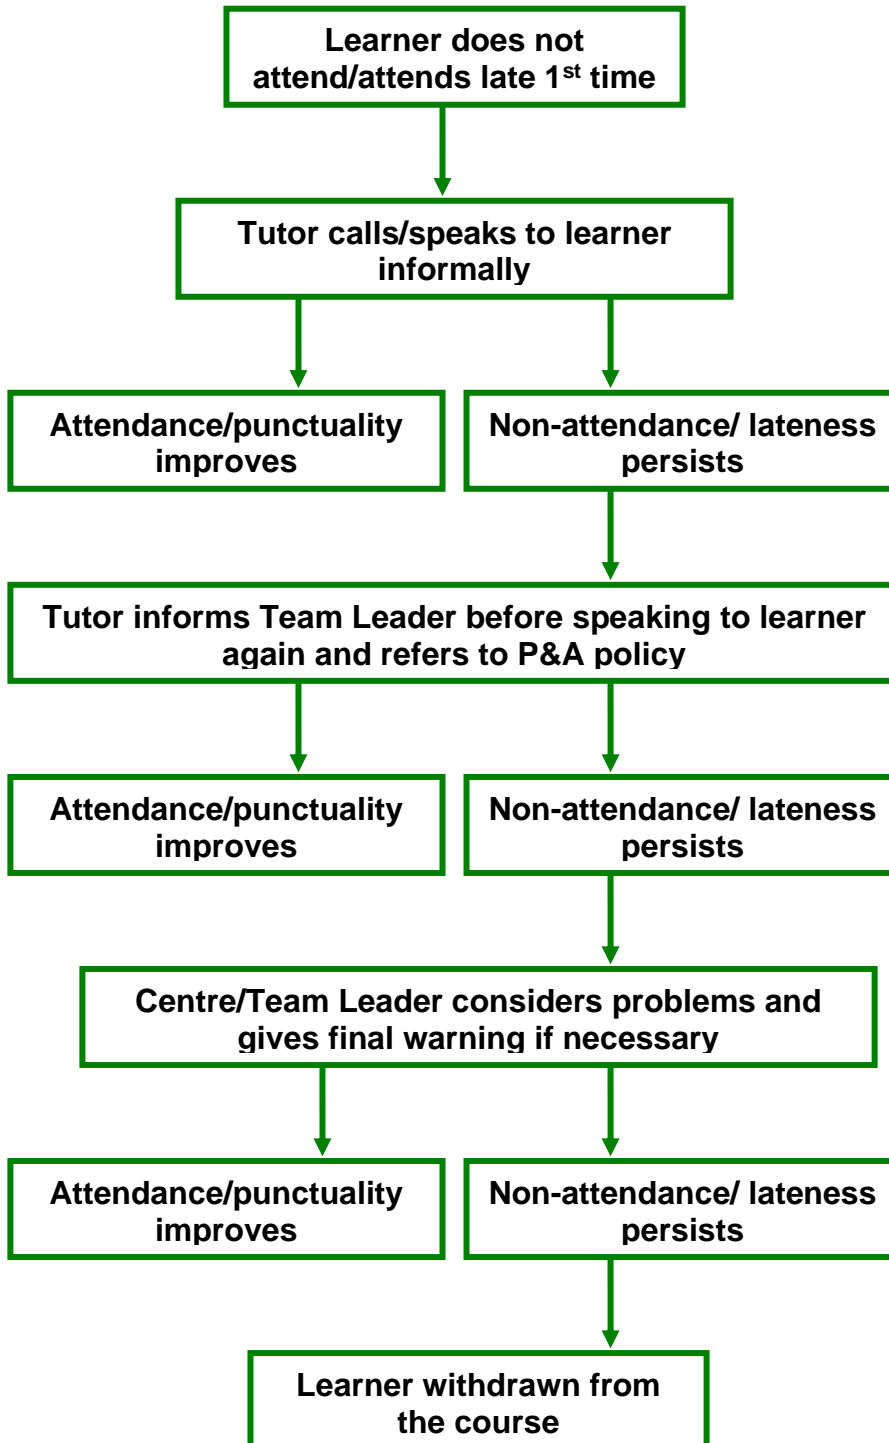 Learner does not
attend/attends late 1st time
Tutor calls/speaks to learner
informally
Attendance/punctuality
improves
Non-attendance/ lateness
persists
Tutor informs Team Leader before speaking to learner
again and refers to P&A policy
Attendance/punctuality
improves
Non-attendance/ lateness
persists
Centre/Team Leader considers problems and
gives final warning if necessary
Attendance/punctuality
improves
Non-attendance/ lateness
persists
Learner withdrawn from
the course